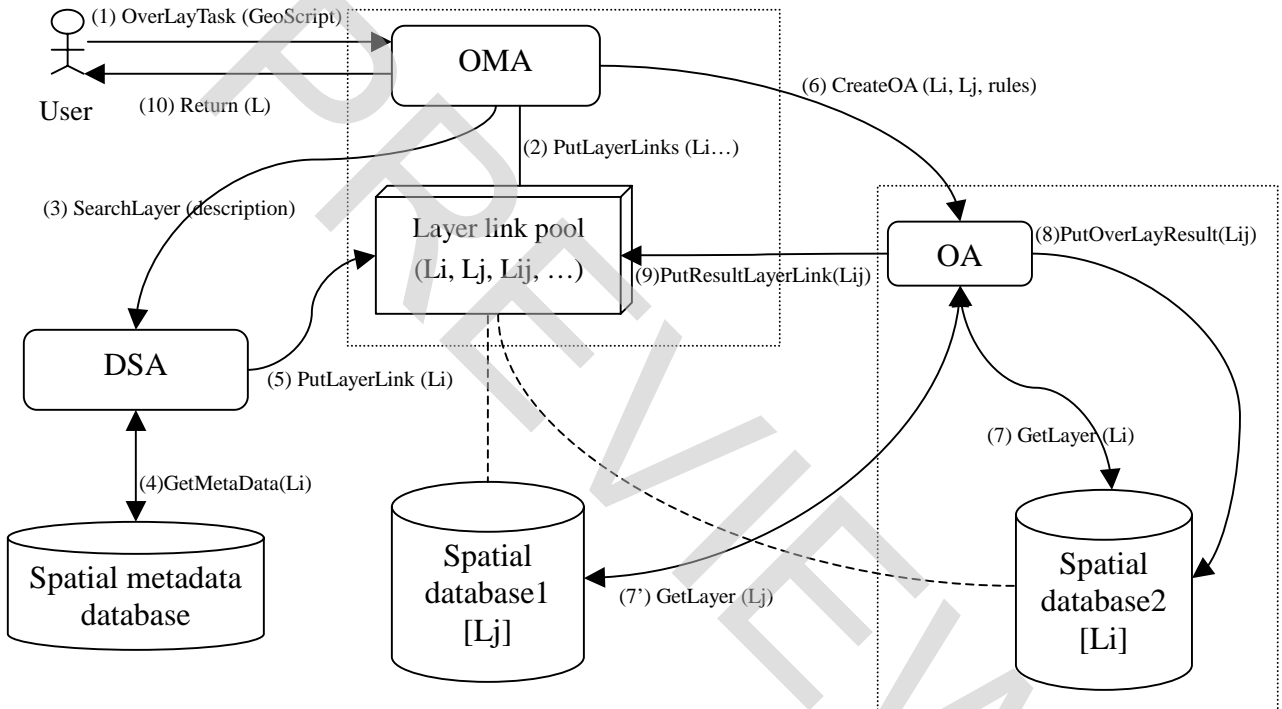 (1) OverLayTask (GeoScript)
OMA
(10) Return (L)
User
(6) CreateOA (Li, Lj, rules)
(2) PutLayerLinks (Li…)
(3) SearchLayer (description)
Layer link pool
(Li, Lj, Lij, …)
OA
(8)PutOverLayResult(Lij)
(9)PutResultLayerLink(Lij)
DSA
(5) PutLayerLink (Li)
(7) GetLayer (Li)
(4)GetMetaData(Li)
Spatial metadata
database
Spatial
database1
[Lj]
(7’) GetLayer (Lj)
Spatial
database2
[Li]
PREVIEW